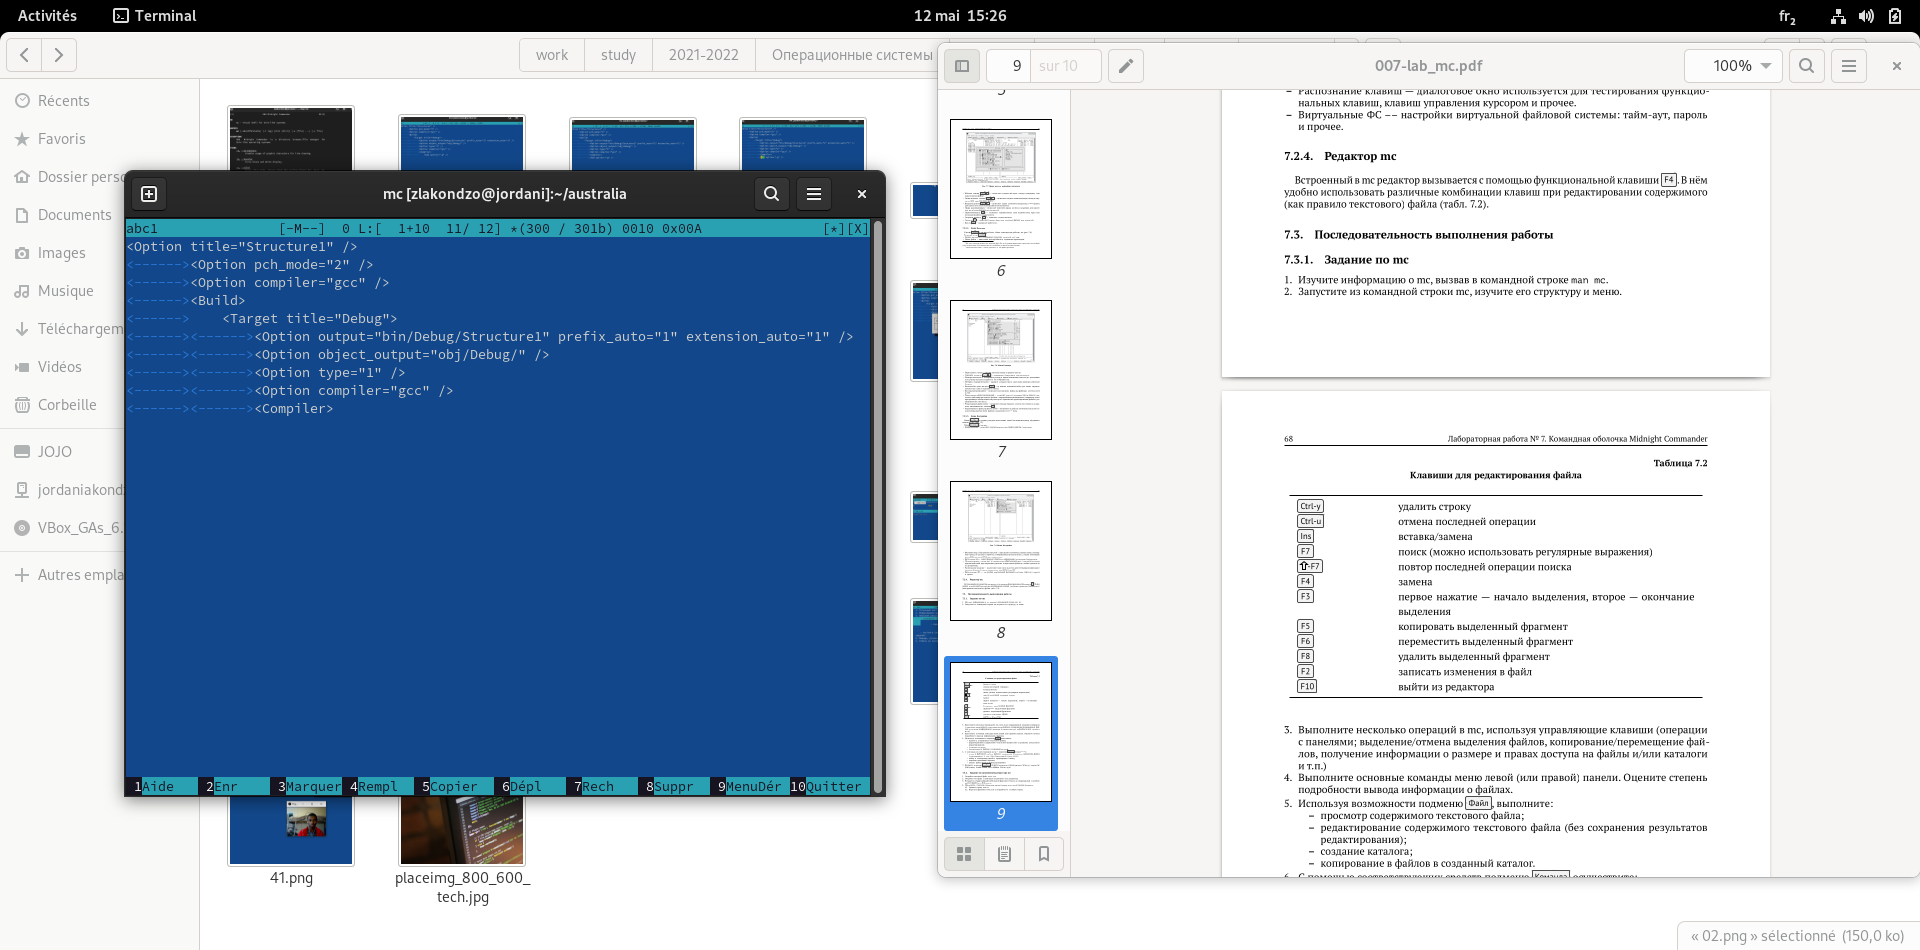 Activités
Terminal
12 mai 15:26
fr2
work
study
2021-2022
Операционные системы
Récents
Favoris
Dossier perso
Documents
Images
Musique
Téléchargem
Vidéos
Corbeille
JOJO
jordaniakond
VBox_GAs_6.
Autres empla
mc [zlakondzo@jordani]:~/australia
abc1 [-M--] 0 L:[ 1+10 11/ 12] *(300 / 301b) 0010 0x00A [*][X]
<Option title="Structure1" />
<------><Option pch_mode="2" />
<------><Option compiler="gcc" />
<------><Build>
<------> <Target title="Debug">
<------><------><Option output="bin/Debug/Structure1" prefix_auto="1" extension_auto="1" />
<------><------><Option object_output="obj/Debug/" />
<------><------><Option type="1" />
<------><------><Option compiler="gcc" />
<------><------><Compiler>
1Aide 2Enr 3Marquer 4Rempl 5Copier 6Dépl 7Rech 8Suppr 9MenuDér 10Quitter
41.png
placeimg_800_600_
tech.jpg
9 sur 10
007-lab_mc.pdf
100%
6
7
8
9
– Распознание клавиш — диалоговое окно используется для тестирования функцио-
нальных клавиш, клавиш управления курсором и прочее.
– Виртуальные ФС –– настройки виртуальной файловой системы: тайм-аут, пароль
и прочее.
7.2.4. Редактор mc
Встроенный в mc редактор вызывается с помощью функциональной клавиши F4. В нём
удобно использовать различные комбинации клавиш при редактировании содержимого
(как правило текстового) файла (табл. 7.2).
7.3. Последовательность выполнения работы
7.3.1. Задание по mc
1. Изучите информацию о mc, вызвав в командной строке man mc.
2. Запустите из командной строки mc, изучите его структуру и меню.
68 Лабораторная работа № 7. Командная оболочка Midnight Commander
Таблица 7.2
Клавиши для редактирования файла
Ctrl-y удалить строку
Ctrl-u отмена последней операции
Ins вставка/замена
F7 поиск (можно использовать регулярные выражения)
⇧-F7 повтор последней операции поиска
F4 замена
F3 первое нажатие — начало выделения, второе — окончание
выделения
F5 копировать выделенный фрагмент
F6 переместить выделенный фрагмент
F8 удалить выделенный фрагмент
F2 записать изменения в файл
F10 выйти из редактора
3. Выполните несколько операций в mc, используя управляющие клавиши (операции
с панелями; выделение/отмена выделения файлов, копирование/перемещение фай-
лов, получение информации о размере и правах доступа на файлы и/или каталоги
и т.п.)
4. Выполните основные команды меню левой (или правой) панели. Оцените степень
подробности вывода информации о файлах.
5. Используя возможности подменю Файл, выполните:
– просмотр содержимого текстового файла;
– редактирование содержимого текстового файла (без сохранения результатов
редактирования);
– создание каталога;
– копирование в файлов в созданный каталог.
6. С помощью соответствующих средств подменю Команда осуществите:
« 02.png » sélectionné (150,0 ko)